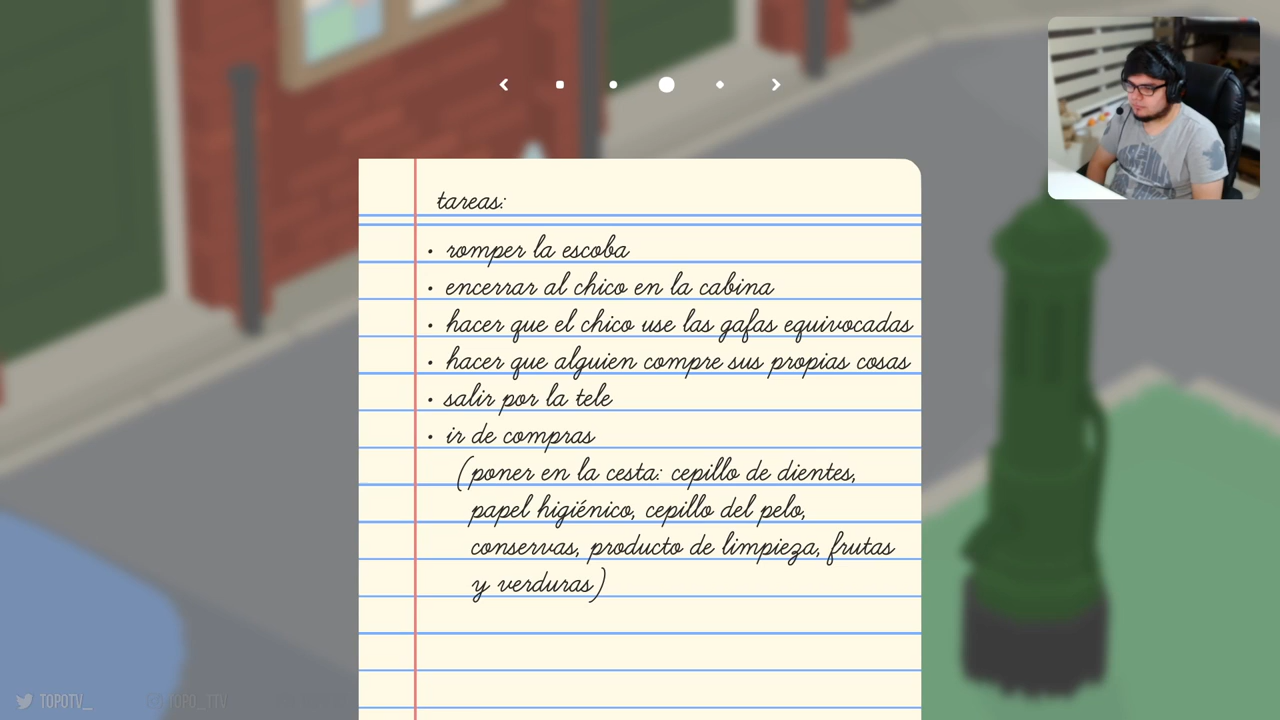 tareas:
• romper la escoba
• encerrar al chico en la cabina
• hacer que el chico use las gafas equivocadas
• hacer que alguien compre sus propias cosas
• salir por la tele
• ir de compras
(poner en la cesta: cepillo de dientes,
papel higiénico, cepillo del pelo,
conservas, producto de limpieza, frutas
y verduras)
TOPOTV_
TOPO_TTV